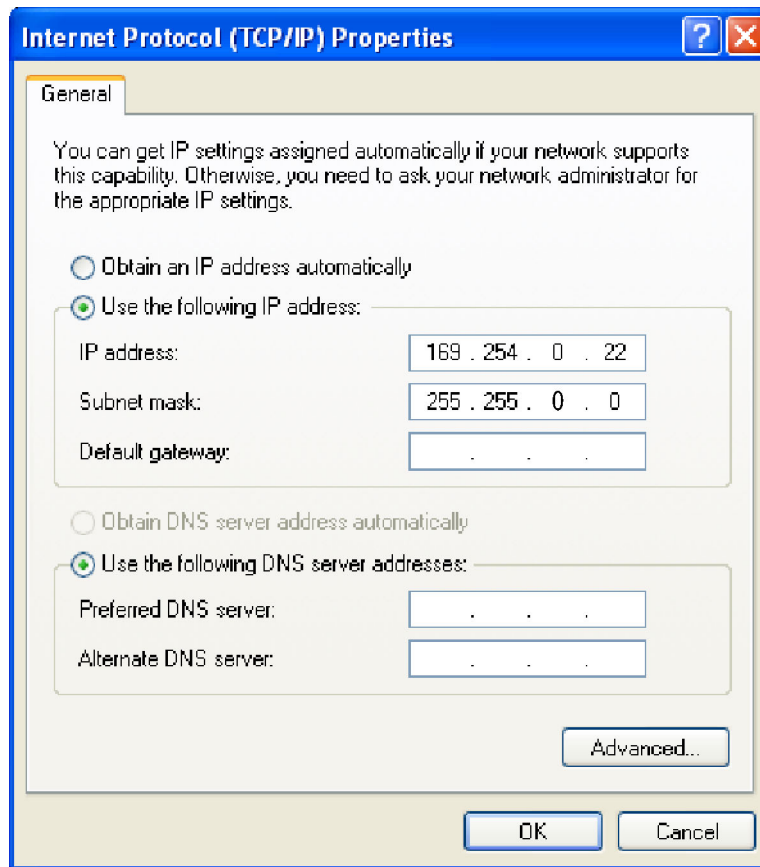 Internet Protocol (TCP/IP) Properties
General
You can get IP settings assigned automatically if your network supports
this capability. Otherwise, you need to ask your network administrator for
the appropriate IP settings.
Obtain an IP address automatically
Use the following IP address:
IP address: 169 . 254 . 0 . 22
Subnet mask: 255 . 255 . 0 . 0
Default gateway: . . .
Obtain DNS server address automatically
Use the following DNS server addresses:
Preferred DNS server: . . .
Alternate DNS server: . . .
Advanced...
OK Cancel